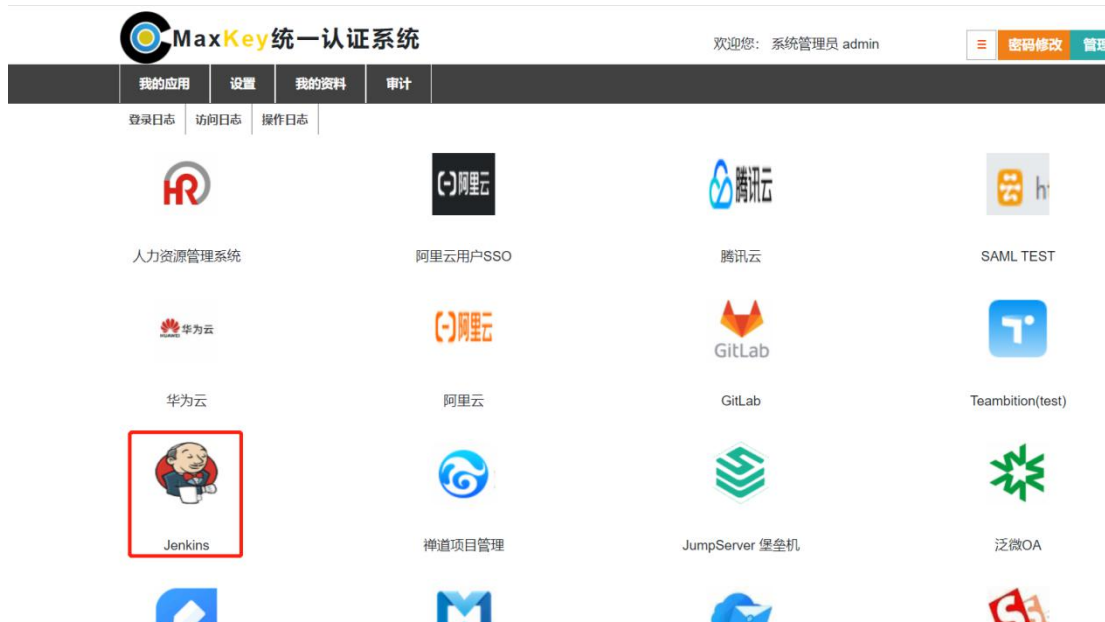 MaxKey统一认证系统
欢迎您： 系统管理员 admin
密码修改
我的应用 设置 我的资料 审计
登录日志 访问日志 操作日志
HR
阿里云
腾讯云
人力资源管理系统 阿里云用户SSO 腾讯云 SAML TEST
HUAWEI 华为云
阿里云
GitLab
华为云 阿里云 GitLab Teambition(test)
Jenkins 禅道项目管理 JumpServer 堡垒机 泛微OA